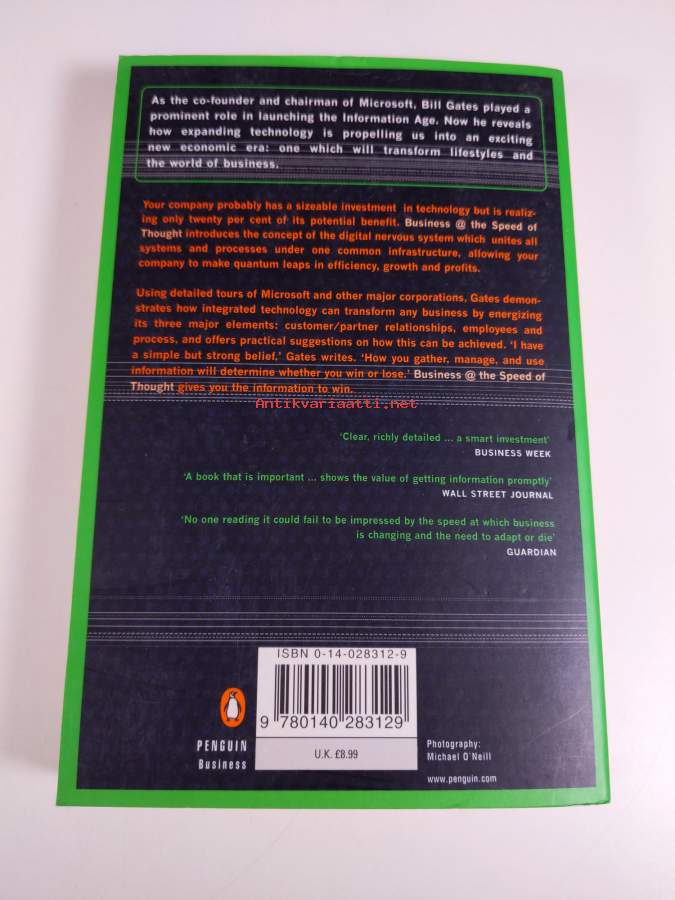 As the co-founder and chairman of Microsoft, Bill Gates played a
prominent role in launching the Information Age. Now he reveals
how expanding technology is propelling us into an exciting
new economic era: one which will transform lifestyles and
the world of business.
Your company probably has a sizeable investment in technology but is realiz-
ing only twenty per cent of its potential benefit. Business @ the Speed of
Thought introduces the concept of the digital nervous system which unites all
systems and processes under one common infrastructure, allowing your
company to make quantum leaps in efficiency, growth and profits.
Using detailed tours of Microsoft and other major corporations, Gates demon-
strates how integrated technology can transform any business by energizing
its three major elements: customer/partner relationships, employees and
process, and offers practical suggestions on how this can be achieved. ‘I have
a simple but strong belief,’ Gates writes. ‘How you gather, manage, and use
information will determine whether you win or lose.’ Business @ the Speed of
Thought gives you the information to win.
Antikvariaatti.net
‘Clear, richly detailed ... a smart investment’
BUSINESS WEEK
‘A book that is important ... shows the value of getting information promptly’
WALL STREET JOURNAL
‘No one reading it could fail to be impressed by the speed at which business
is changing and the need to adapt or die’
GUARDIAN
ISBN 0-14-028312-9
9 780140 283129
U.K. £8.99
PENGUIN
Business
Photography:
Michael O'Neill
www.penguin.com